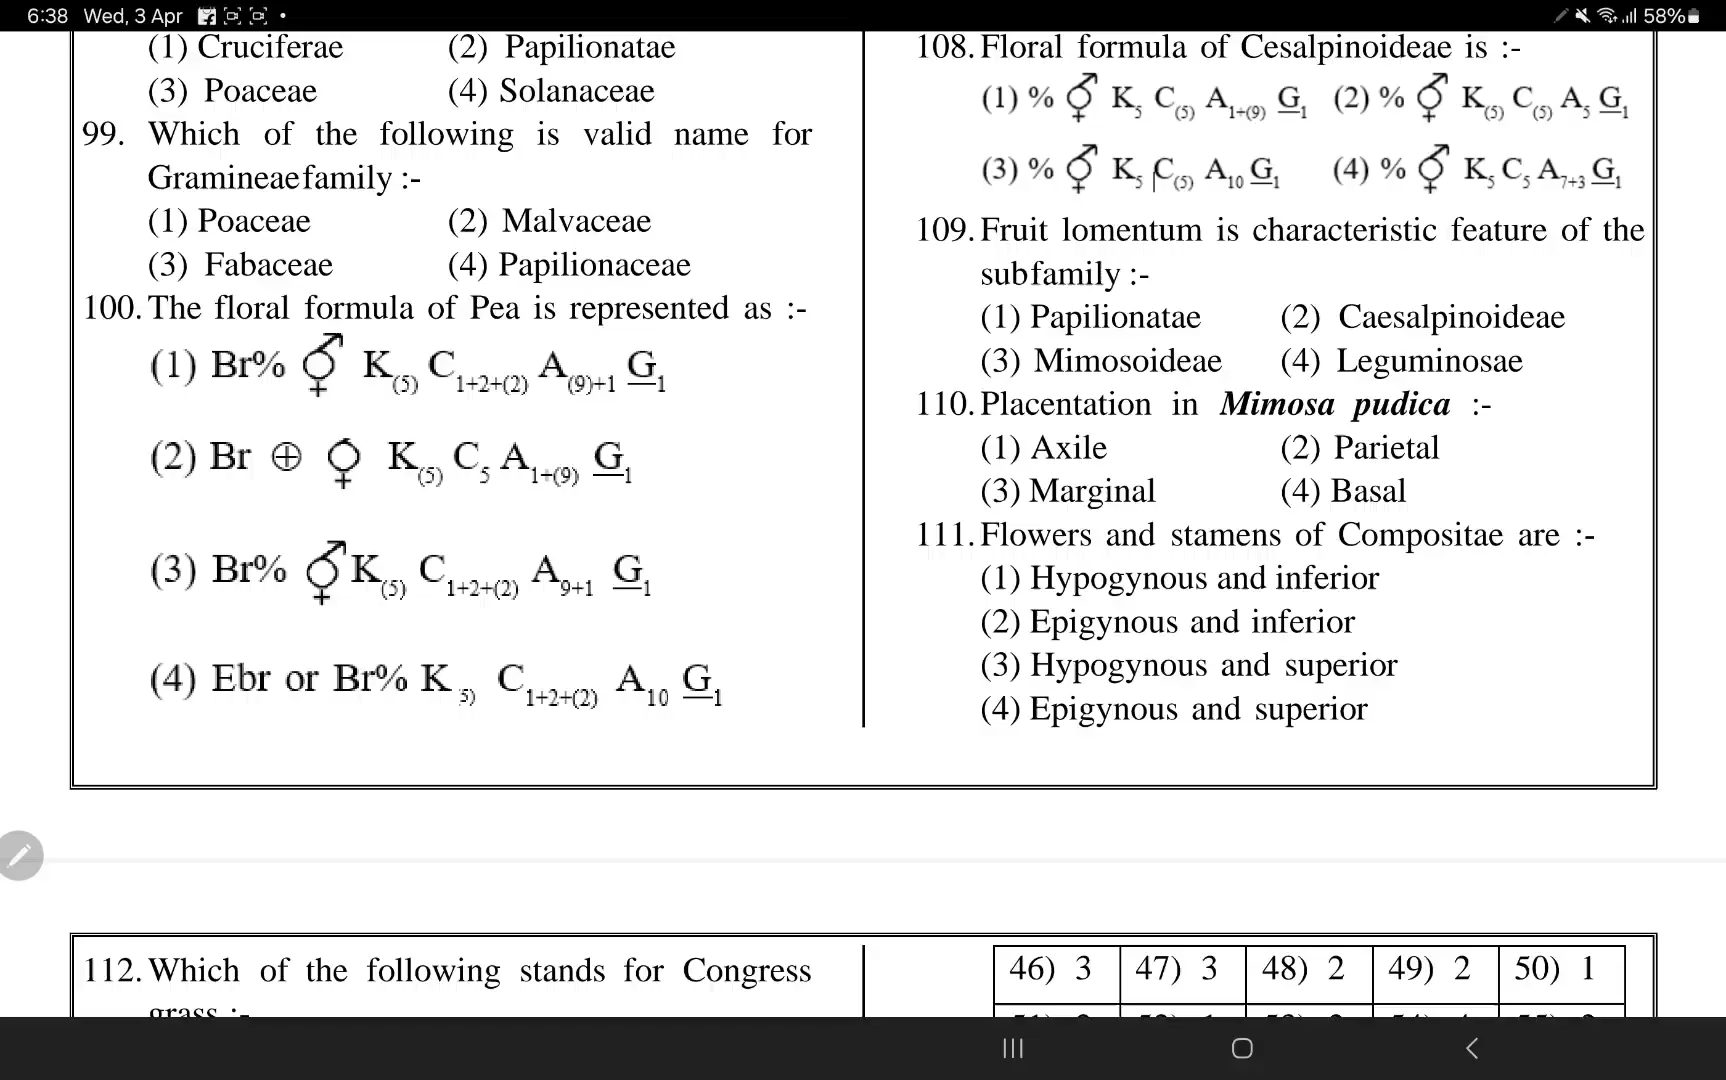 6:38 Wed, 3 Apr
58%
(1) Cruciferae (2) Papilionatae
(3) Poaceae (4) Solanaceae
99. Which of the following is valid name for
Gramineaefamily :-
(1) Poaceae (2) Malvaceae
(3) Fabaceae (4) Papilionaceae
100. The floral formula of Pea is represented as :-
(1) Br% ⚥ K(5) C1+2+(2) A(9)+1 G1
(2) Br ⊕ ⚥ K(5) C5 A1+(9) G1
(3) Br% ⚥ K(5) C1+2+(2) A9+1 G1
(4) Ebr or Br% K 5) C1+2+(2) A10 G1
108. Floral formula of Cesalpinoideae is :-
(1) % ⚥ K5 C(5) A1+(9) G1 (2) % ⚥ K(5) C(5) A5 G1
(3) % ⚥ K5 C(5) A10 G1 (4) % ⚥ K5 C5 A7+3 G1
109. Fruit lomentum is characteristic feature of the
subfamily :-
(1) Papilionatae (2) Caesalpinoideae
(3) Mimosoideae (4) Leguminosae
110. Placentation in Mimosa pudica :-
(1) Axile (2) Parietal
(3) Marginal (4) Basal
111. Flowers and stamens of Compositae are :-
(1) Hypogynous and inferior
(2) Epigynous and inferior
(3) Hypogynous and superior
(4) Epigynous and superior
112. Which of the following stands for Congress
grass :-
46) 3 47) 3 48) 2 49) 2 50) 1